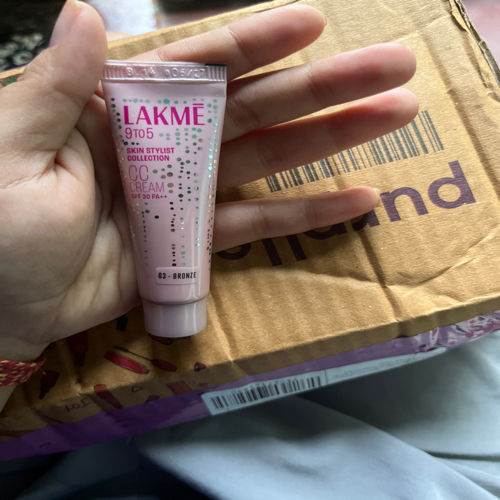 LAKMĒ
9TO5
SKIN STYLIST
COLLECTION
CC
CREAM
SPF 30 PA++
03 - BRONZE